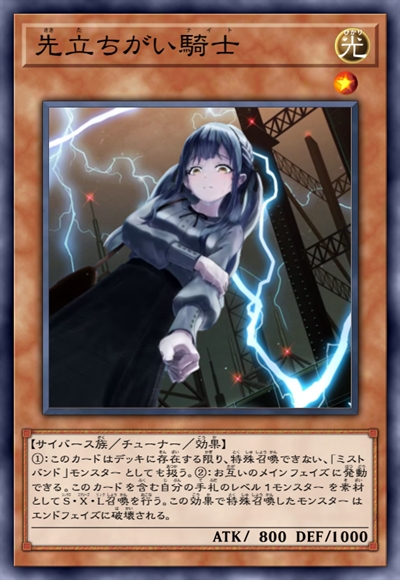 先立ちがい騎士
光
【サイバース族／チューナー／効果】
①：このカードはデッキに存在する限り、特殊召喚できない、「ミスト
バンド」モンスターとしても扱う。②：お互いのメインフェイズに発動
できる。このカードを含む自分の手札のレベル1モンスターを素材
としてS・X・L召喚を行う。この効果で特殊召喚したモンスターは
エンドフェイズに破壊される。
ATK/ 800 DEF/1000